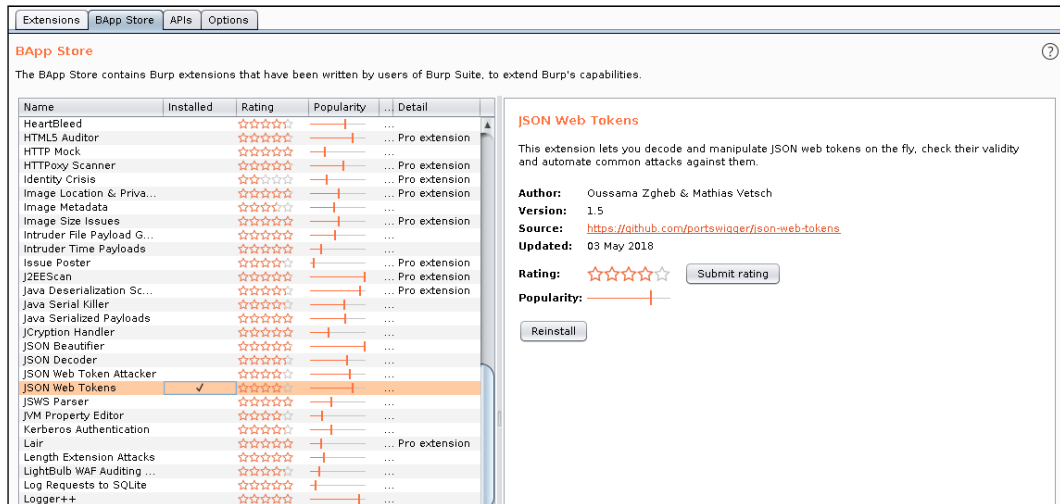 Extensions BApp Store APIs Options
BApp Store
?
The BApp Store contains Burp extensions that have been written by users of Burp Suite, to extend Burp's capabilities.
Name Installed Rating Popularity ... Detail
HeartBleed ...
HTML5 Auditor ... Pro extension
HTTP Mock ...
HTTPoxy Scanner ... Pro extension
Identity Crisis ... Pro extension
Image Location & Priva... ... Pro extension
Image Metadata ...
Image Size Issues ... Pro extension
Intruder File Payload G... ...
Intruder Time Payloads ...
Issue Poster ... Pro extension
J2EEScan ... Pro extension
Java Deserialization Sc... ... Pro extension
Java Serial Killer ...
Java Serialized Payloads ...
JCryption Handler ...
JSON Beautifier ...
JSON Decoder ...
JSON Web Token Attacker ...
JSON Web Tokens ✓ ...
JSWS Parser ...
JVM Property Editor ...
Kerberos Authentication ...
Lair ... Pro extension
Length Extension Attacks ...
LightBulb WAF Auditing ... ...
Log Requests to SQLite ...
Logger++ ...
JSON Web Tokens
This extension lets you decode and manipulate JSON web tokens on the fly, check their validity
and automate common attacks against them.
Author: Oussama Zgheb & Mathias Vetsch
Version: 1.5
Source: https://github.com/portswigger/json-web-tokens
Updated: 03 May 2018
Rating: Submit rating
Popularity:
Reinstall